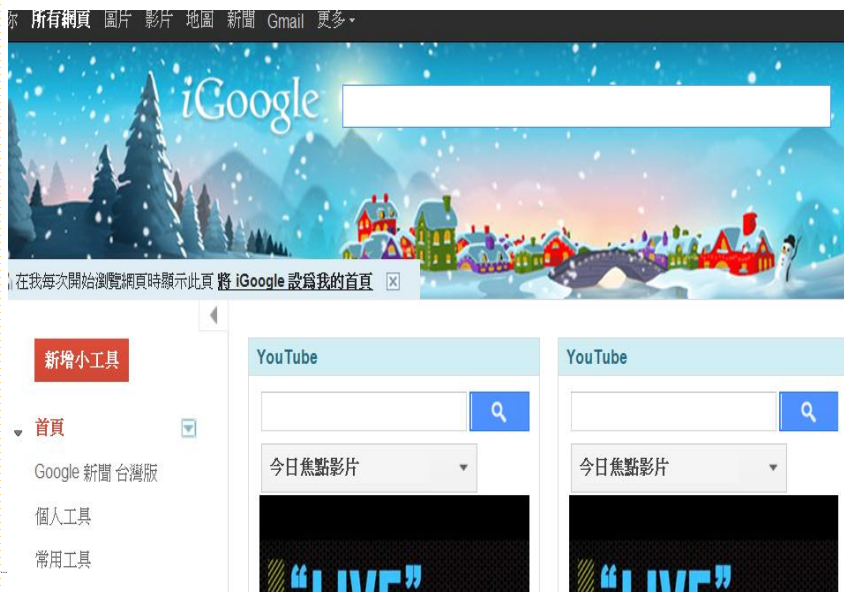 你 所有網頁 圖片 影片 地圖 新聞 Gmail 更多
iGoogle
在我每次開始瀏覽網頁時顯示此頁 將 iGoogle 設為我的首頁
新增小工具
首頁
Google 新聞 台灣版
個人工具
常用工具
YouTube
今日焦點影片
“LIVE”
YouTube
今日焦點影片
“LIVE”